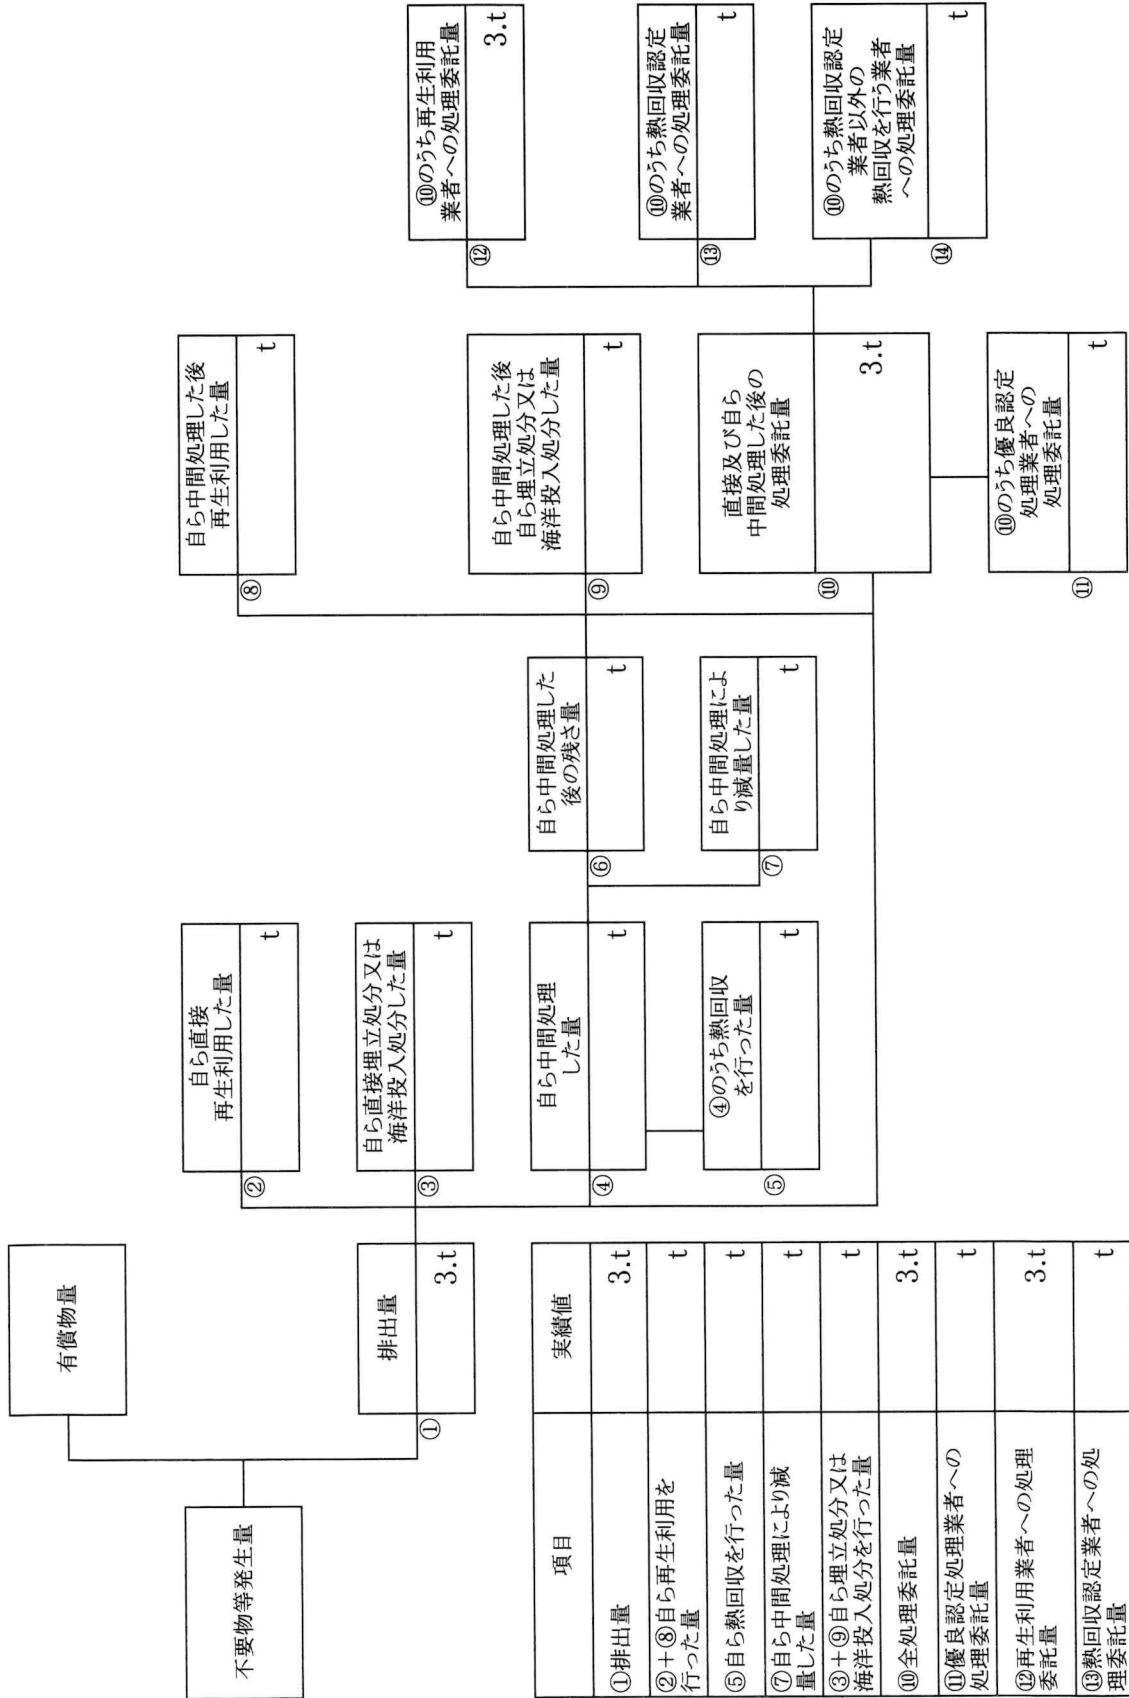 不要物等発生量
有償物量
排出量
①
3.t
自ら直接
再生利用した量
②
t
自ら直接埋立処分又は
海洋投入処分した量
③
t
自ら中間処理
した量
④
t
④のうち熱回収
を行った量
⑤
t
自ら中間処理した
後の残さ量
⑥
t
自ら中間処理によ
り減量した量
⑦
t
自ら中間処理した後
再生利用した量
⑧
t
自ら中間処理した後
自ら埋立処分又は
海洋投入処分した量
⑨
t
直接及び自ら
中間処理した後の
処理委託量
⑩
3.t
⑩のうち優良認定
処理業者への
処理委託量
⑪
t
⑩のうち再生利用
業者への処理委託量
⑫
3.t
⑩のうち熱回収認定
業者への処理委託量
⑬
t
⑩のうち熱回収認定
業者以外の
熱回収を行う業者
への処理委託量
⑭
t
項目 実績値
①排出量 3.t
②+⑧自ら再生利用を
行った量 t
⑤自ら熱回収を行った量 t
⑦自ら中間処理により減
量した量 t
③+⑨自ら埋立処分又は
海洋投入処分を行った量 t
⑩全処理委託量 3.t
⑪優良認定処理業者への
処理委託量 t
⑫再生利用業者への処理
委託量 3.t
⑬熱回収認定業者への処
理委託量 t